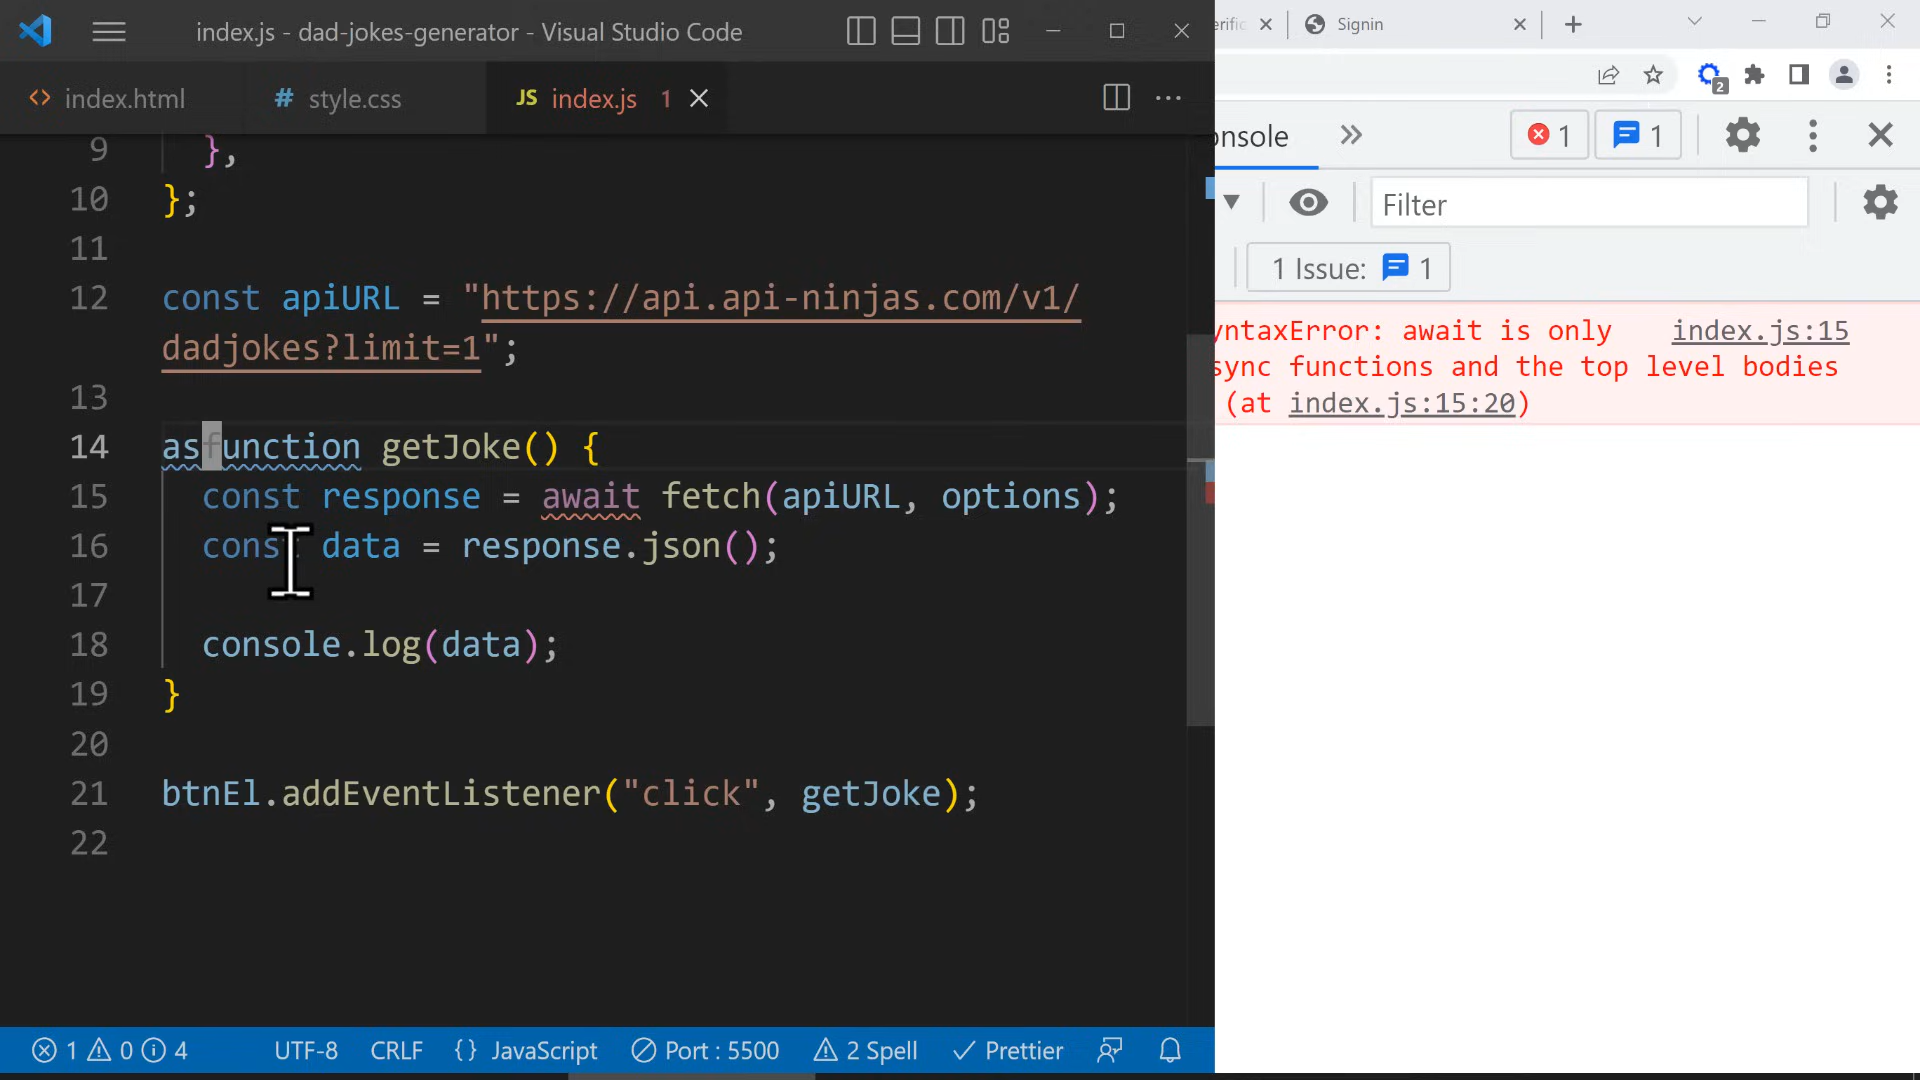 index.js - dad-jokes-generator - Visual Studio Code
erific
Signin
index.html
# style.css
JS index.js 1
2
onsole
1
1
Filter
1 Issue: 1
9 },
10 };
11
12 const apiURL = "https://api.api-ninjas.com/v1/
dadjokes?limit=1";
13
14 asfunction getJoke() {
15 const response = await fetch(apiURL, options);
16 const data = response.json();
17
18 console.log(data);
19 }
20
21 btnEl.addEventListener("click", getJoke);
22
yntaxError: await is only index.js:15
sync functions and the top level bodies
(at index.js:15:20)
1 0 4 UTF-8 CRLF {} JavaScript Port : 5500 2 Spell Prettier